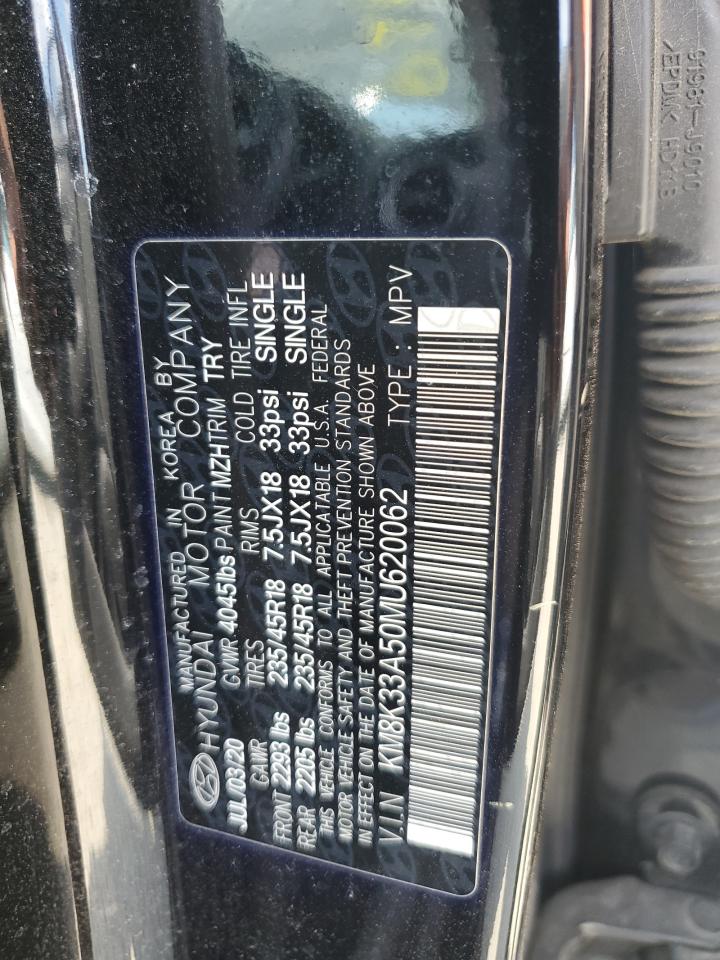 MANUFACTURED IN KOREA BY
HYUNDAI MOTOR COMPANY
JUL/03/20 GVWR 4045lbs PAINT MZH TRIM TRY
GAWR TIRES RIMS COLD TIRE INFL
FRONT 2293 lbs 235/45R18 7.5JX18 33psi SINGLE
REAR 2205 lbs 235/45R18 7.5JX18 33psi SINGLE
THIS VEHICLE CONFORMS TO ALL APPLICATABLE U.S.A. FEDERAL
MOTOR VEHICLE SAFETY AND THEFT PREVENTION STANDARDS
IN EFFECT ON THE DATE OF MANUFACTURE SHOWN ABOVE
V.I.N KM8K33A50MU620062 TYPE : MPV
91981-J9010